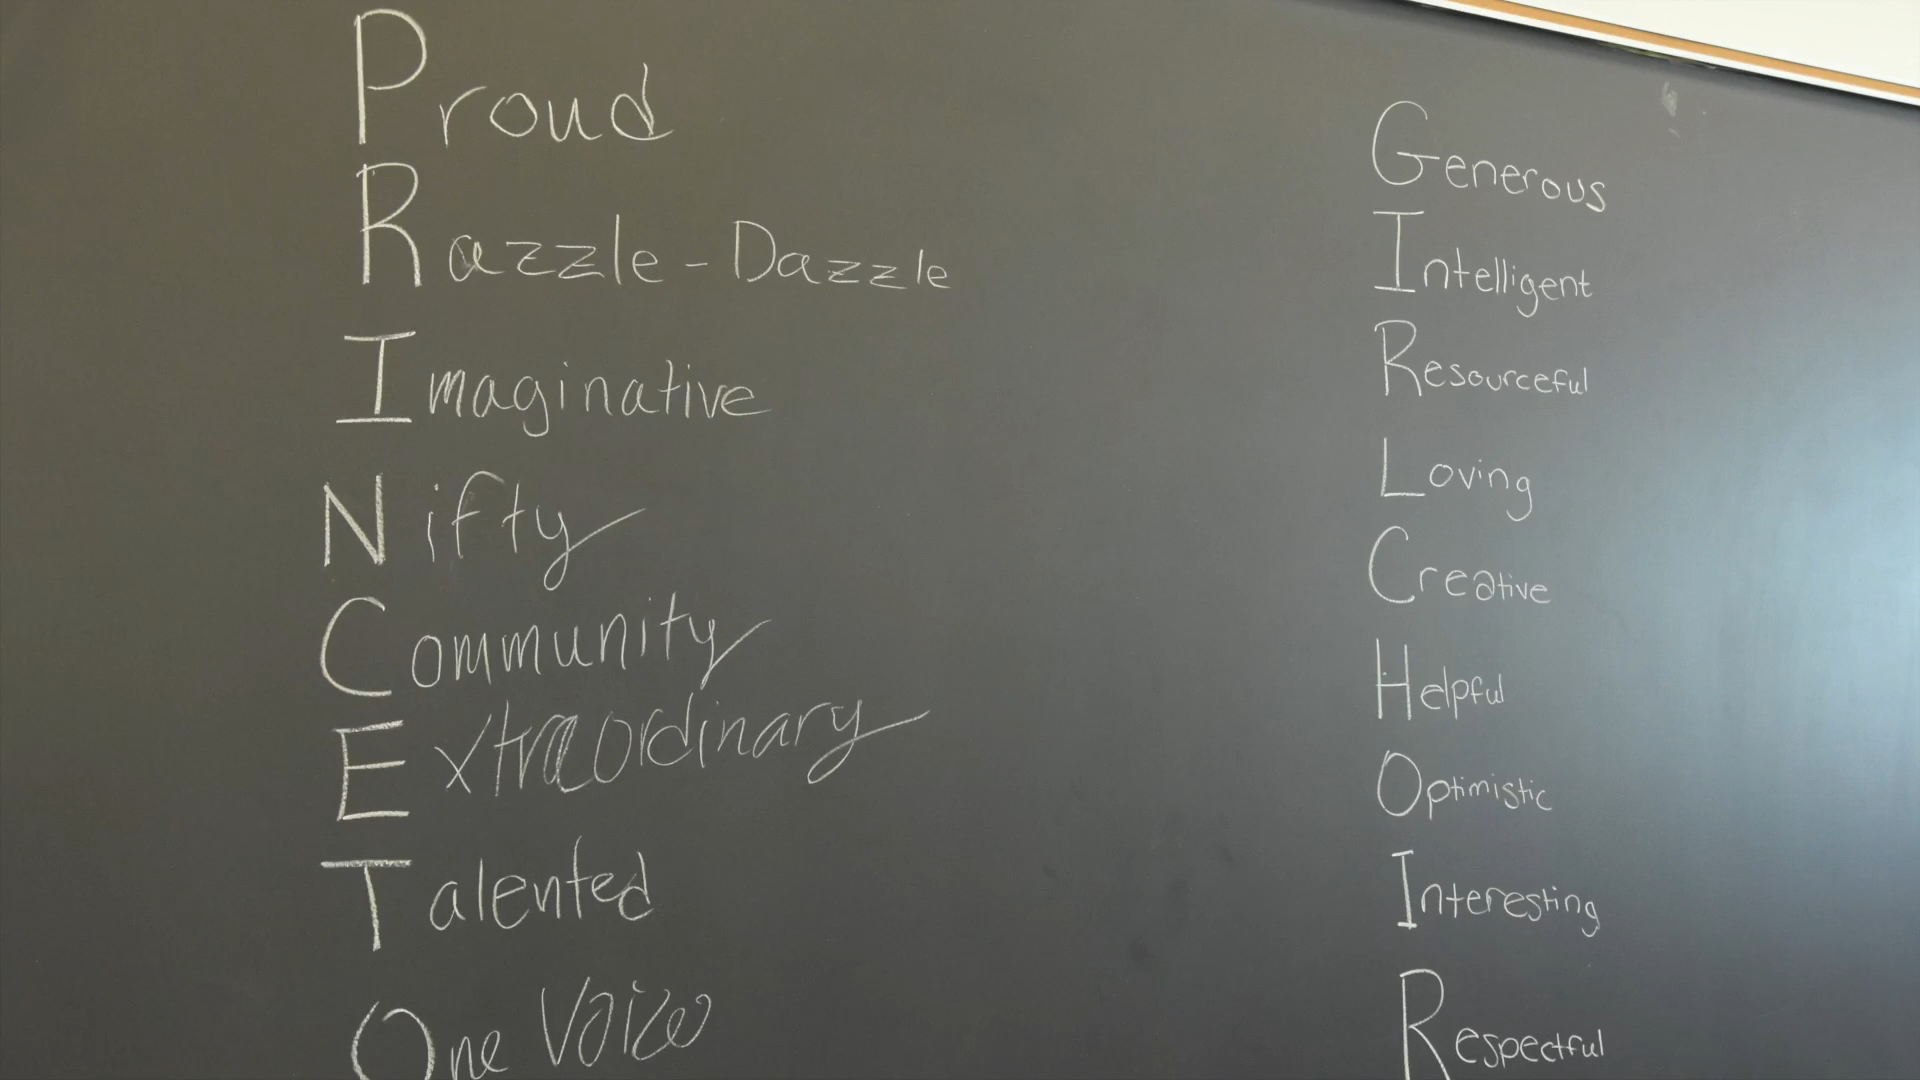 Proud
Razzle-Dazzle
Imaginative
Nifty
Community
Extraordinary
Talented
One Voice
Generous
Intelligent
Resourceful
Loving
Creative
Helpful
Optimistic
Interesting
Respectful